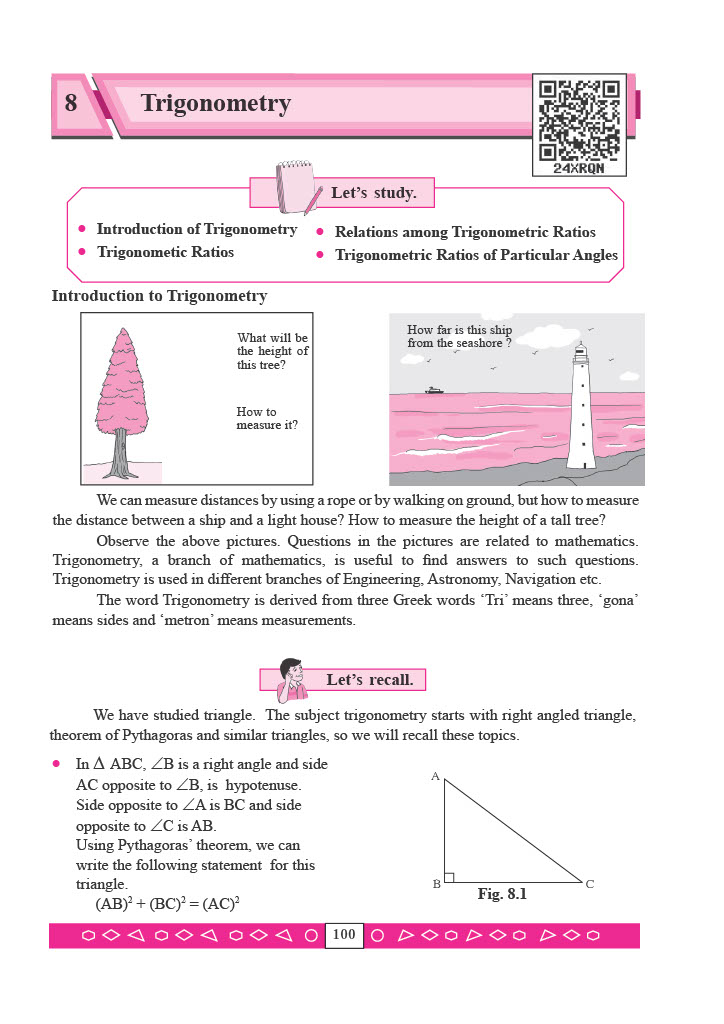 8
Trigonometry
24XRQN
Let's study.
• Introduction of Trigonometry
• Trigonometic Ratios
• Relations among Trigonometric Ratios
• Trigonometric Ratios of Particular Angles
Introduction to Trigonometry
What will be
the height of
this tree?
How to
measure it?
How far is this ship
from the seashore ?
We can measure distances by using a rope or by walking on ground, but how to measure
the distance between a ship and a light house? How to measure the height of a tall tree?
Observe the above pictures. Questions in the pictures are related to mathematics.
Trigonometry, a branch of mathematics, is useful to find answers to such questions.
Trigonometry is used in different branches of Engineering, Astronomy, Navigation etc.
The word Trigonometry is derived from three Greek words ‘Tri’ means three, ‘gona’
means sides and ‘metron’ means measurements.
Let's recall.
We have studied triangle. The subject trigonometry starts with right angled triangle,
theorem of Pythagoras and similar triangles, so we will recall these topics.
• In Δ ABC, ∠B is a right angle and side
AC opposite to ∠B, is hypotenuse.
Side opposite to ∠A is BC and side
opposite to ∠C is AB.
Using Pythagoras’ theorem, we can
write the following statement for this
triangle.
(AB)² + (BC)² = (AC)²
A
B
C
Fig. 8.1
100